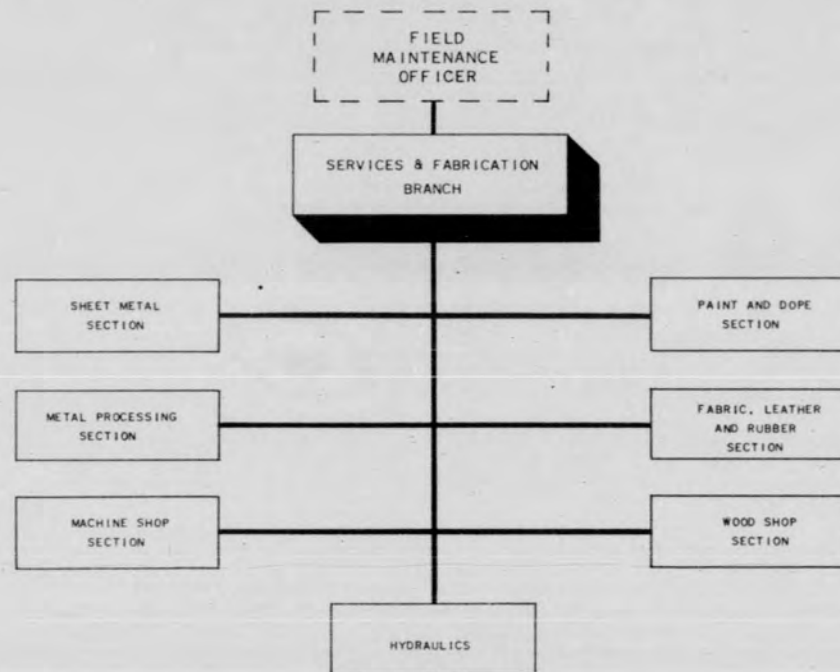 FIELD
MAINTENANCE
OFFICER
SERVICES & FABRICATION
BRANCH
SHEET METAL
SECTION
PAINT AND DOPE
SECTION
METAL PROCESSING
SECTION
FABRIC, LEATHER
AND RUBBER
SECTION
MACHINE SHOP
SECTION
WOOD SHOP
SECTION
HYDRAULICS